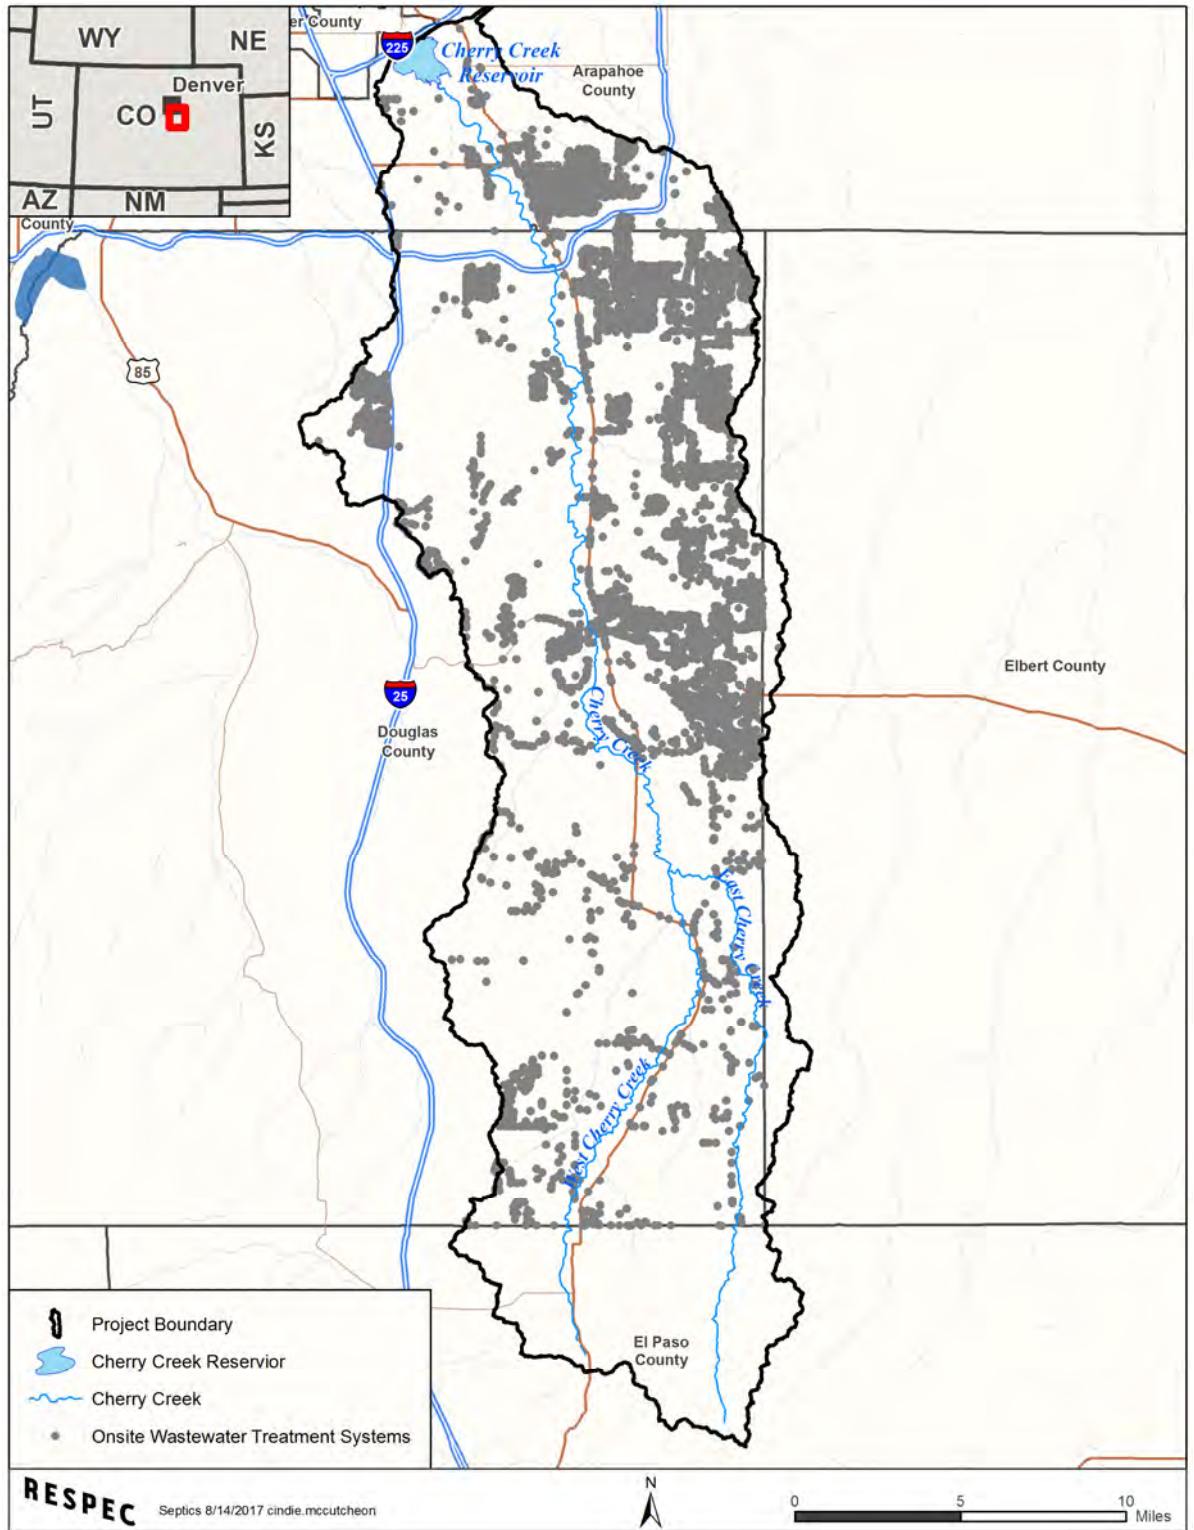 WY
NE
er County
225
Cherry Creek
Reservoir
Arapahoe
County
Denver
UT
CO
KS
AZ
NM
County
85
Elbert County
25
Cherry Creek
Douglas
County
East Cherry Creek
West Cherry Creek
El Paso
County
Project Boundary
Cherry Creek Reservior
Cherry Creek
Onsite Wastewater Treatment Systems
RESPEC
Septics 8/14/2017 cindie.mccutcheon
N
0 5 10
Miles